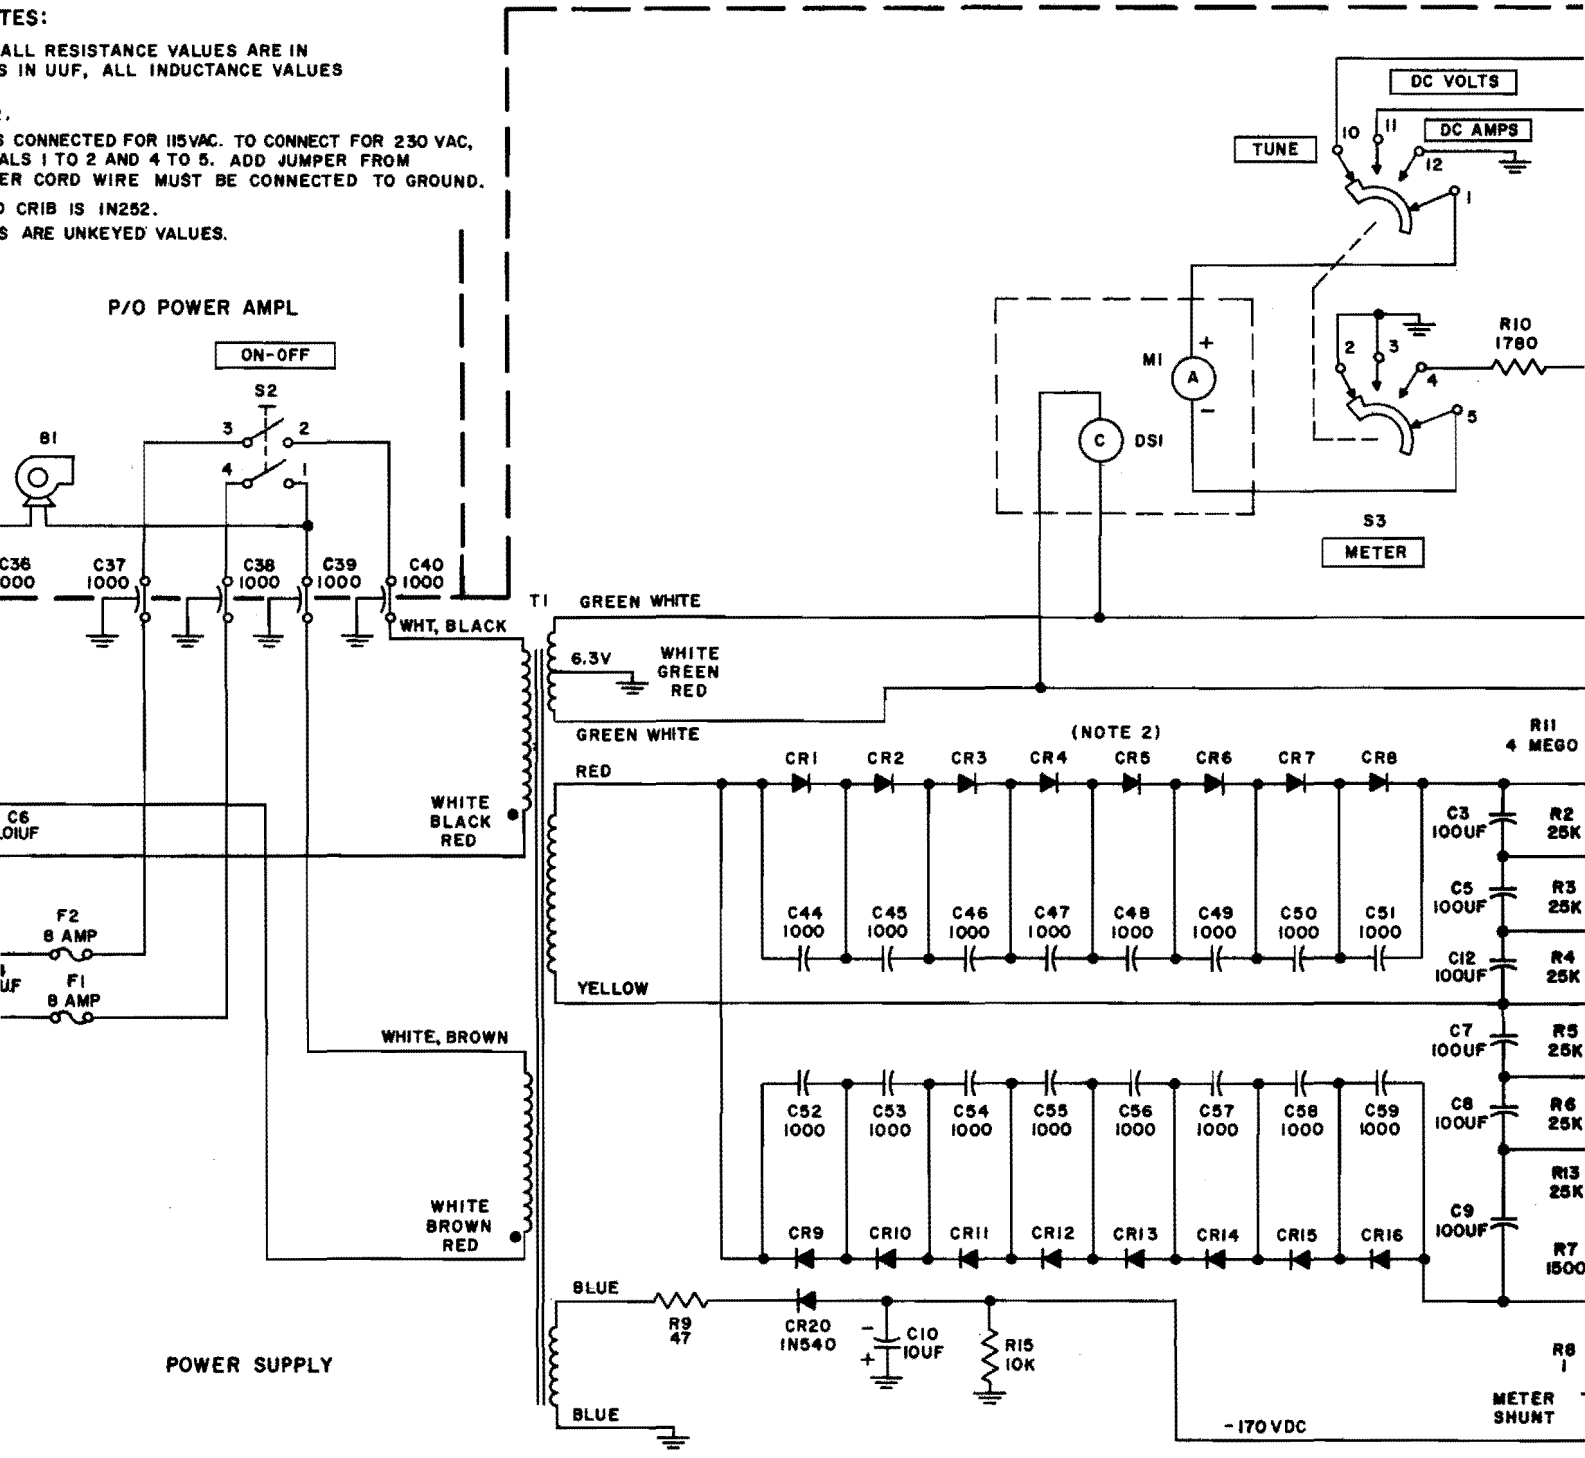 TES:
ALL RESISTANCE VALUES ARE IN
S IN UUF, ALL INDUCTANCE VALUES
S CONNECTED FOR 115VAC. TO CONNECT FOR 230 VAC,
ALS 1 TO 2 AND 4 TO 5. ADD JUMPER FROM
ER CORD WIRE MUST BE CONNECTED TO GROUND.
D CR18 IS 1N252.
S ARE UNKEYED VALUES.
P/O POWER AMPL
ON-OFF
S2
3
2
4
1
B1
C36
000
C37
1000
C38
1000
C39
1000
C40
1000
DC VOLTS
DC AMPS
TUNE
10
11
12
1
R10
1780
2
3
4
5
M1
+
A
-
C
DS1
S3
METER
T1
GREEN WHITE
WHT, BLACK
6.3V
WHITE
GREEN
RED
GREEN WHITE
(NOTE 2)
R11
4 MEGO
RED
CR1
CR2
CR3
CR4
CR5
CR6
CR7
CR8
WHITE
BLACK
RED
C6
.01UF
C3
100UF
R2
25K
C5
100UF
R3
25K
C44
1000
C45
1000
C46
1000
C47
1000
C48
1000
C49
1000
C50
1000
C51
1000
C12
100UF
R4
25K
F2
8 AMP
F1
8 AMP
UF
YELLOW
WHITE, BROWN
C7
100UF
R5
25K
C52
1000
C53
1000
C54
1000
C55
1000
C56
1000
C57
1000
C58
1000
C59
1000
C8
100UF
R6
25K
R13
25K
C9
100UF
R7
1500
WHITE
BROWN
RED
CR9
CR10
CR11
CR12
CR13
CR14
CR15
CR16
BLUE
R9
47
CR20
1N540
-
+
C10
10UF
R15
10K
R8
1
POWER SUPPLY
METER
SHUNT
BLUE
-170VDC